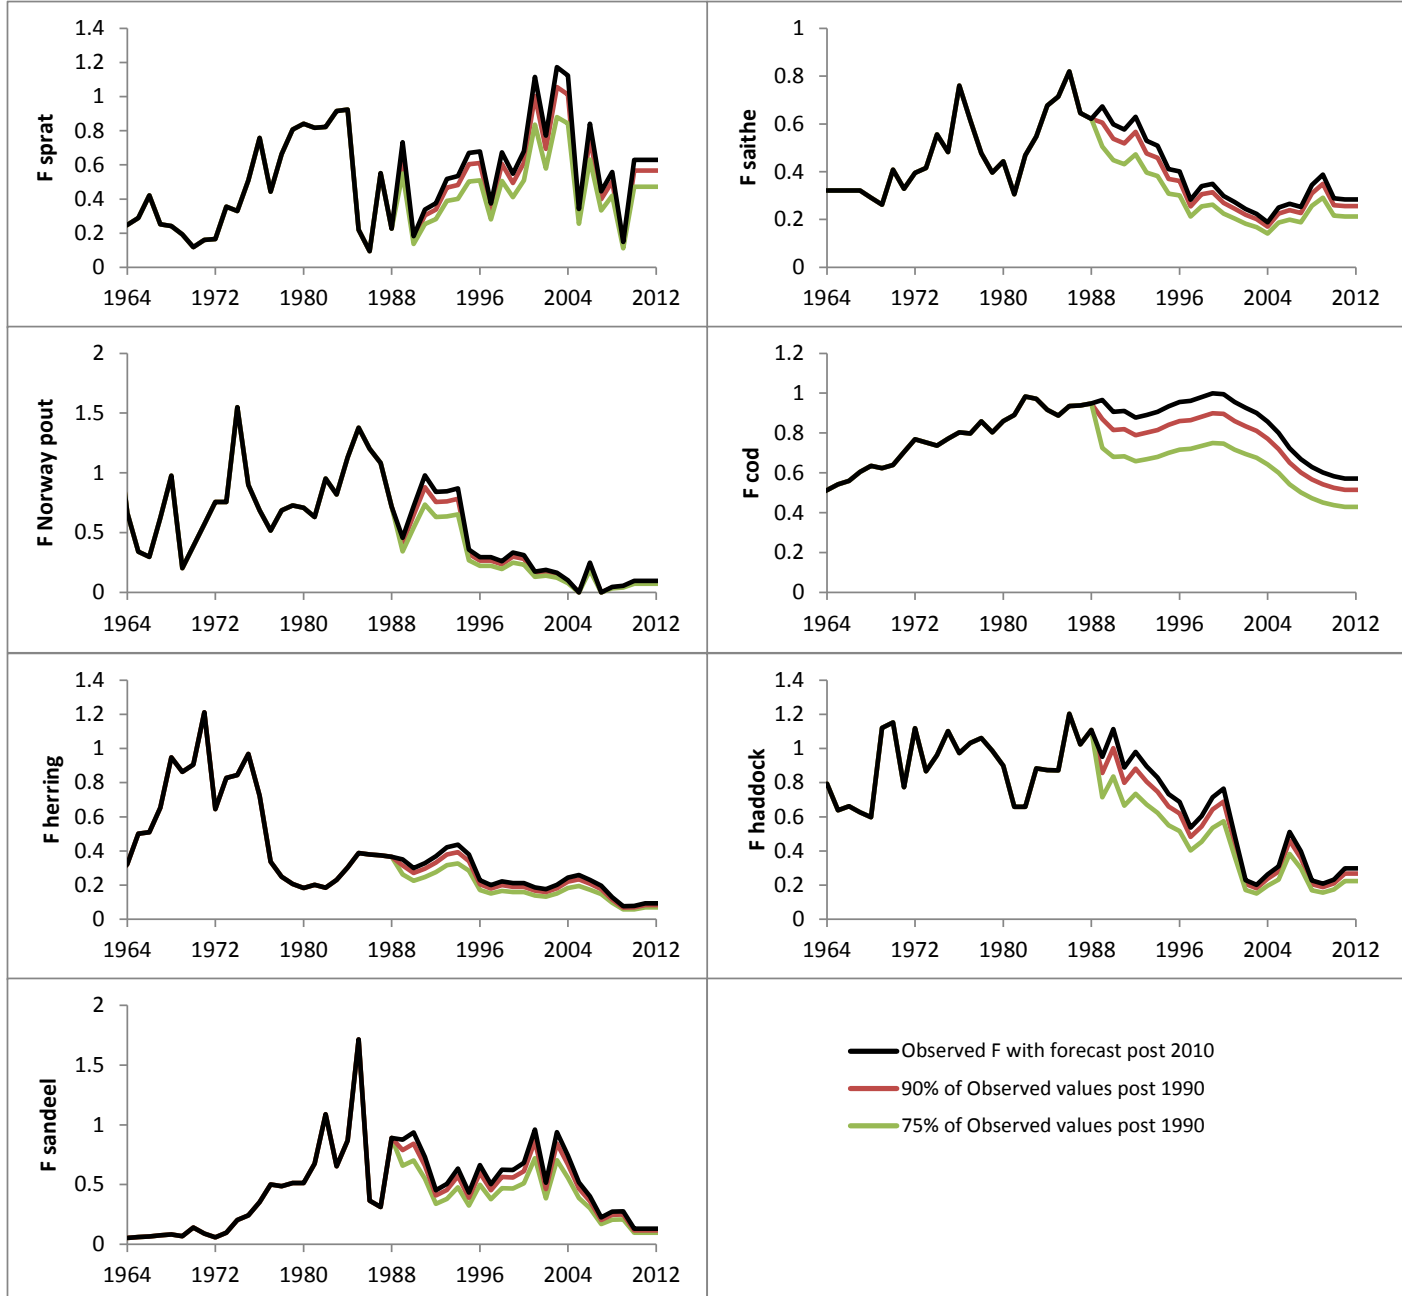 F sprat
1.4
1.2
1
0.8
0.6
0.4
0.2
0
1964 1972 1980 1988 1996 2004 2012
F saithe
1
0.8
0.6
0.4
0.2
0
1964 1972 1980 1988 1996 2004 2012
F Norway pout
2
1.5
1
0.5
0
1964 1972 1980 1988 1996 2004 2012
F cod
1.2
1
0.8
0.6
0.4
0.2
0
1964 1972 1980 1988 1996 2004 2012
F herring
1.4
1.2
1
0.8
0.6
0.4
0.2
0
1964 1972 1980 1988 1996 2004 2012
F haddock
1.4
1.2
1
0.8
0.6
0.4
0.2
0
1964 1972 1980 1988 1996 2004 2012
F sandeel
2
1.5
1
0.5
0
1964 1972 1980 1988 1996 2004 2012
Observed F with forecast post 2010
90% of Observed values post 1990
75% of Observed values post 1990